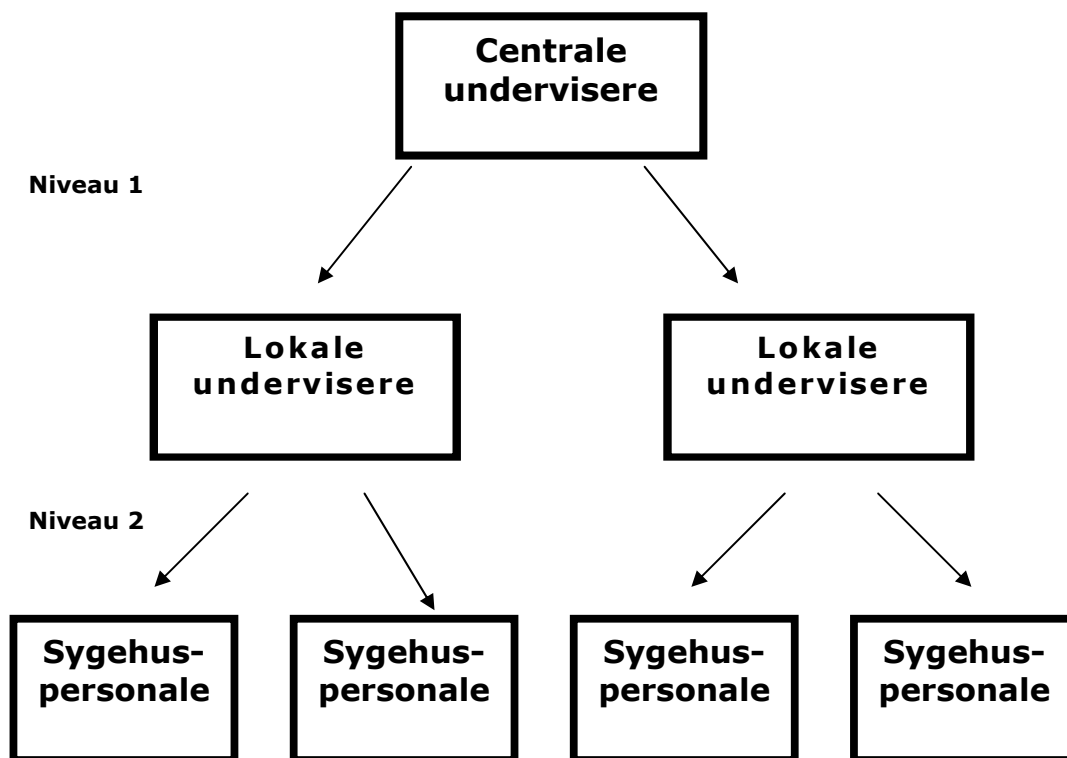 Centrale
undervisere
Niveau 1
Lokale
undervisere
Lokale
undervisere
Niveau 2
Sygehus-
personale
Sygehus-
personale
Sygehus-
personale
Sygehus-
personale